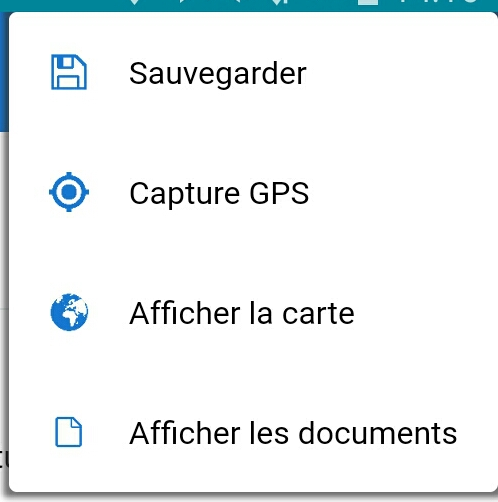 Sauvegarder
Capture GPS
Afficher la carte
Afficher les documents